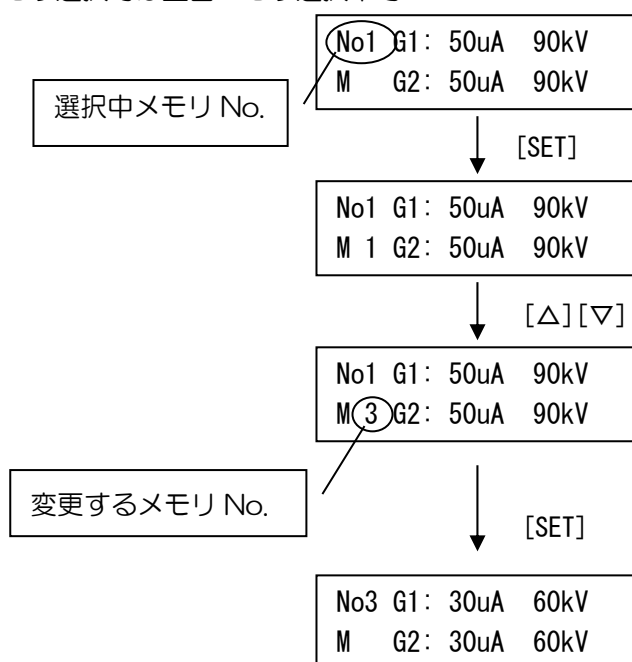 No1 G1: 50uA 90kV
M G2: 50uA 90kV
選択中メモリ No.
[SET]
No1 G1: 50uA 90kV
M 1 G2: 50uA 90kV
[△][▽]
No1 G1: 50uA 90kV
M 3 G2: 50uA 90kV
変更するメモリ No.
[SET]
No3 G1: 30uA 60kV
M G2: 30uA 60kV